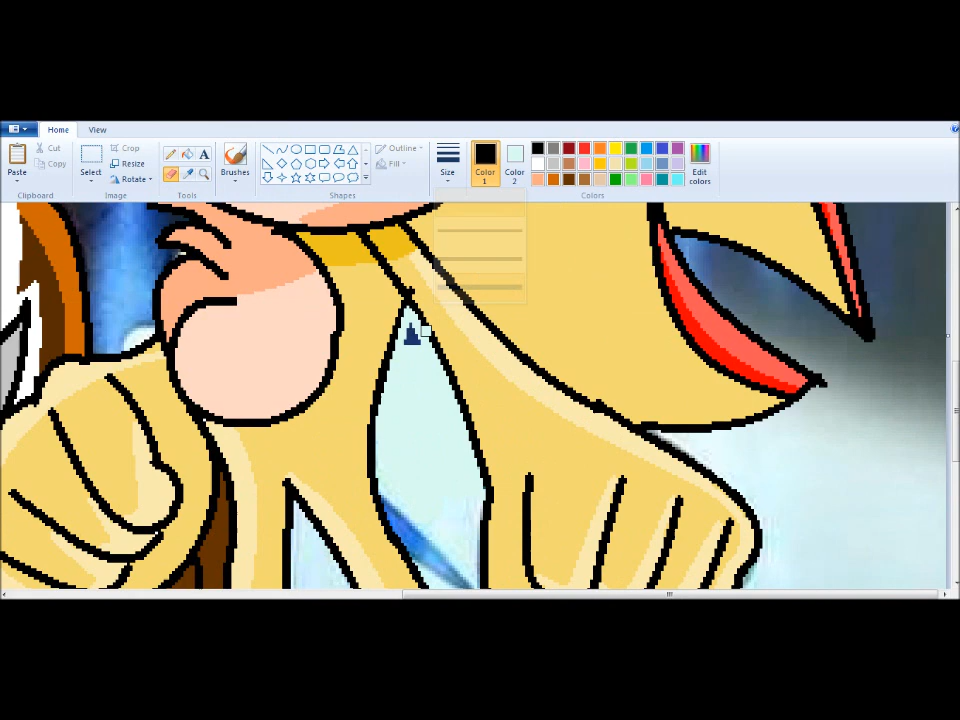 Home View
Cut
Copy
Paste
Clipboard
Select
Crop
Resize
Rotate
Image
A
Tools
Brushes
Shapes
Outline
Fill
Size
Color 1
Color 2
Edit colors
Colors